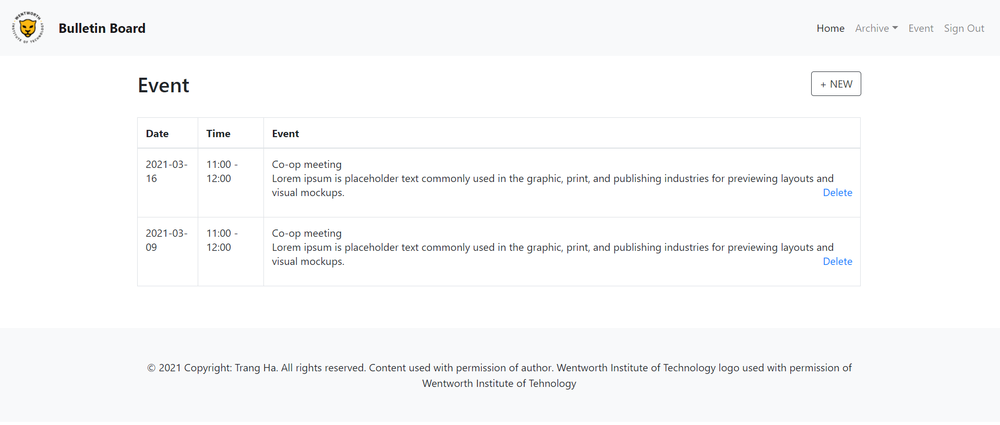 WENTWORTH
INSTITUTE OF TECHNOLOGY
Bulletin Board
Home Archive Event Sign Out
Event
+ NEW
Date Time Event
2021-03-
16
11:00 -
12:00
Co-op meeting
Lorem ipsum is placeholder text commonly used in the graphic, print, and publishing industries for previewing layouts and
visual mockups.
Delete
2021-03-
09
11:00 -
12:00
Co-op meeting
Lorem ipsum is placeholder text commonly used in the graphic, print, and publishing industries for previewing layouts and
visual mockups.
Delete
© 2021 Copyright: Trang Ha. All rights reserved. Content used with permission of author. Wentworth Institute of Technology logo used with permission of
Wentworth Institute of Tehnology